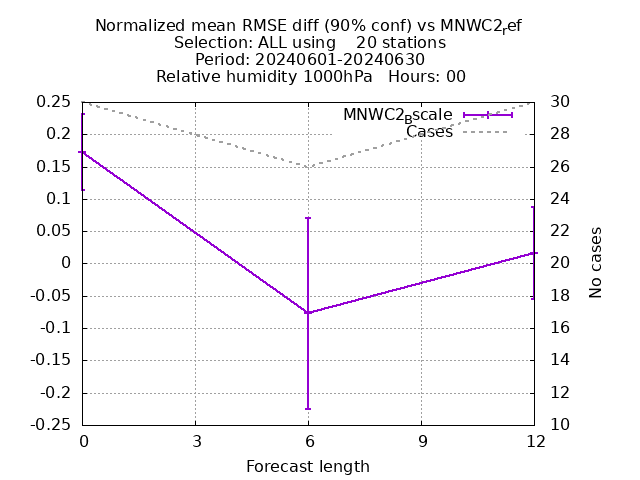 Normalized mean RMSE diff (90% conf) vs MNWC2ref
Selection: ALL using    20 stations
Period: 20240601-20240630
Relative humidity 1000hPa   Hours: 00
MNWC2Bscale
Cases
0.25
0.2
0.15
0.1
0.05
0
-0.05
-0.1
-0.15
-0.2
-0.25
30
28
26
24
22
20
18
16
14
12
10
No cases
0 3 6 9 12
Forecast length